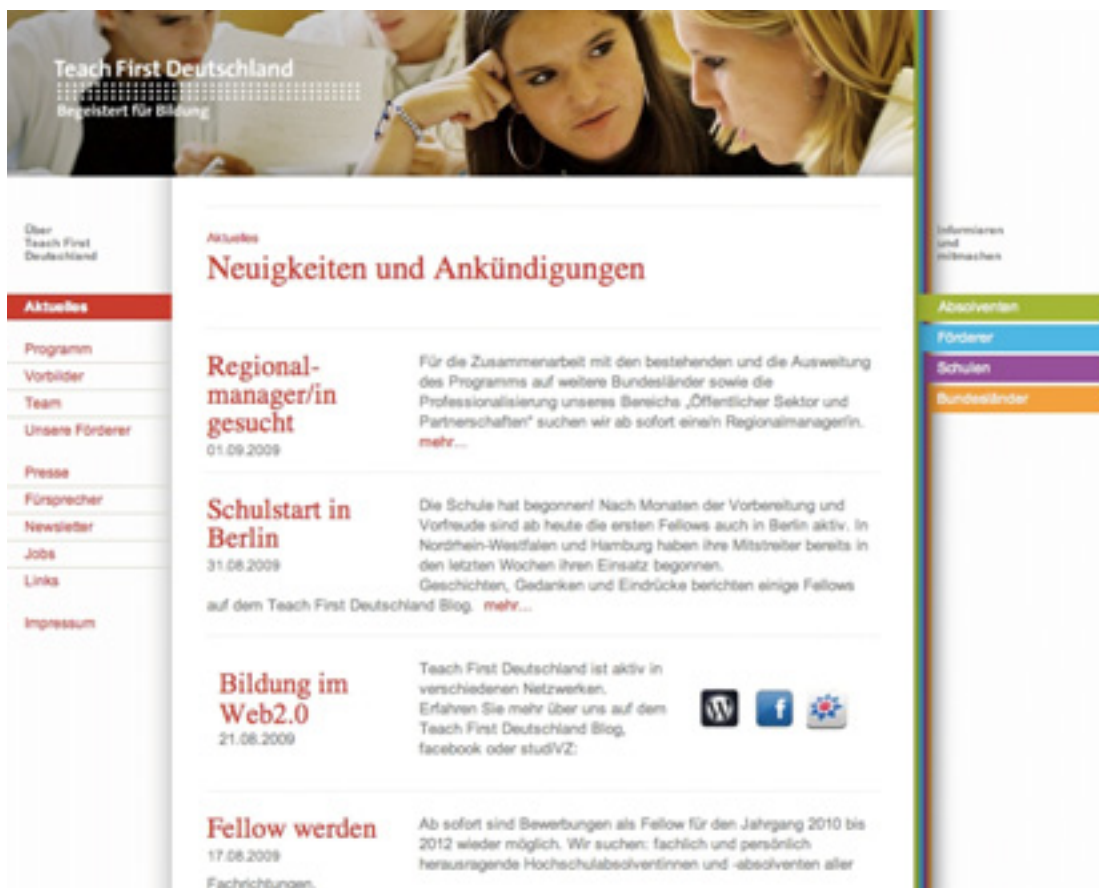 Teach First Deutschland
Begeistert für Bildung
Über
Teach First
Deutschland
Aktuelles
Programm
Vorbilder
Team
Unsere Förderer
Presse
Fürsprecher
Newsletter
Jobs
Links
Impressum
Aktuelles
Neuigkeiten und Ankündigungen
Regional-
manager/in
gesucht
01.09.2009
Für die Zusammenarbeit mit den bestehenden und die Ausweitung
des Programms auf weitere Bundesländer sowie die
Professionalisierung unseres Bereichs „Öffentlicher Sektor und
Partnerschaften“ suchen wir ab sofort eine/n Regionalmanager/in.
mehr...
Schulstart in
Berlin
31.08.2009
Die Schule hat begonnen! Nach Monaten der Vorbereitung und
Vorfreude sind ab heute die ersten Fellows auch in Berlin aktiv. In
Nordrhein-Westfalen und Hamburg haben ihre Mitstreiter bereits in
den letzten Wochen ihren Einsatz begonnen.
Geschichten, Gedanken und Eindrücke berichten einige Fellows
auf dem Teach First Deutschland Blog. mehr...
Bildung im
Web2.0
21.08.2009
Teach First Deutschland ist aktiv in
verschiedenen Netzwerken.
Erfahren Sie mehr über uns auf dem
Teach First Deutschland Blog,
facebook oder studiVZ:
W
f
Fellow werden
17.08.2009
Ab sofort sind Bewerbungen als Fellow für den Jahrgang 2010 bis
2012 wieder möglich. Wir suchen: fachlich und persönlich
herausragende Hochschulabsolventinnen und -absolventen aller
Fachrichtungen,
Informieren
und
mitmachen
Absolventen
Förderer
Schulen
Bundesländer